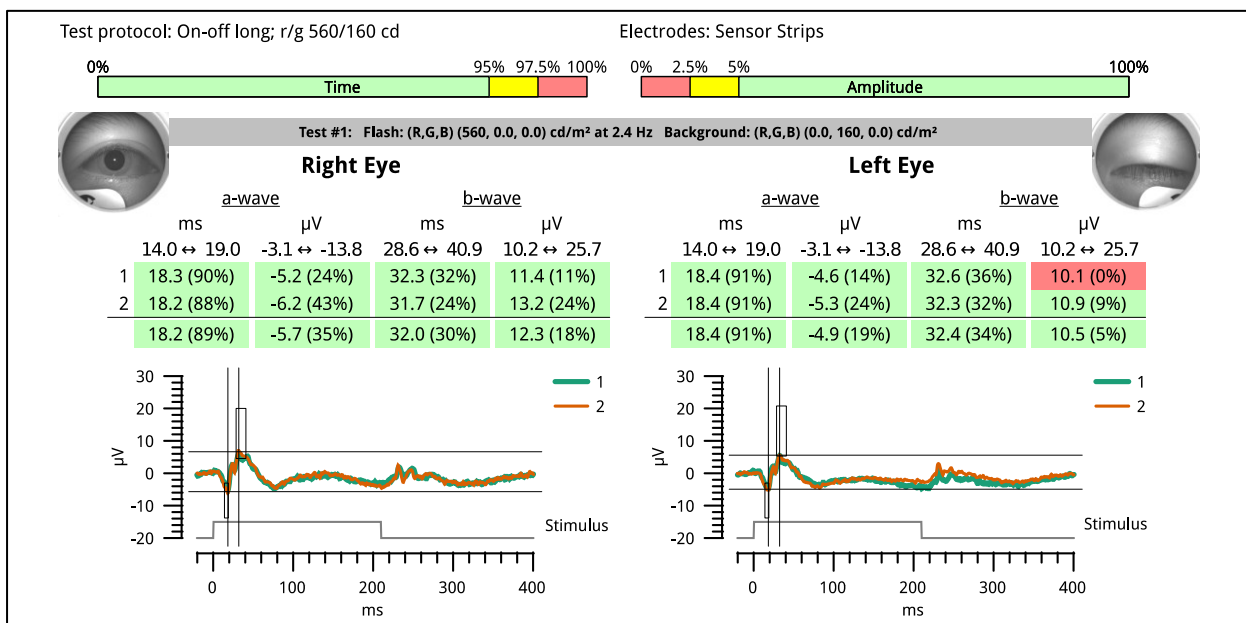 Test protocol: On-off long; r/g 560/160 cd Electrodes: Sensor Strips
0% 95% 97.5% 100% 0% 2.5% 5% 100%
Time Amplitude
Test #1: Flash: (R,G,B) (560, 0.0, 0.0) cd/m² at 2.4 Hz Background: (R,G,B) (0.0, 160, 0.0) cd/m²
Right Eye Left Eye
a-wave b-wave a-wave b-wave
ms µV ms µV ms µV ms µV
14.0 ↔ 19.0 -3.1 ↔ -13.8 28.6 ↔ 40.9 10.2 ↔ 25.7 14.0 ↔ 19.0 -3.1 ↔ -13.8 28.6 ↔ 40.9 10.2 ↔ 25.7
1 18.3 (90%) -5.2 (24%) 32.3 (32%) 11.4 (11%) 1 18.4 (91%) -4.6 (14%) 32.6 (36%) 10.1 (0%)
2 18.2 (88%) -6.2 (43%) 31.7 (24%) 13.2 (24%) 2 18.4 (91%) -5.3 (24%) 32.3 (32%) 10.9 (9%)
18.2 (89%) -5.7 (35%) 32.0 (30%) 12.3 (18%) 18.4 (91%) -4.9 (19%) 32.4 (34%) 10.5 (5%)
30 1 30 1
20 2 20 2
10 10
µV 0 µV 0
-10 -10
Stimulus Stimulus
-20 -20
0 100 200 300 400 0 100 200 300 400
ms ms